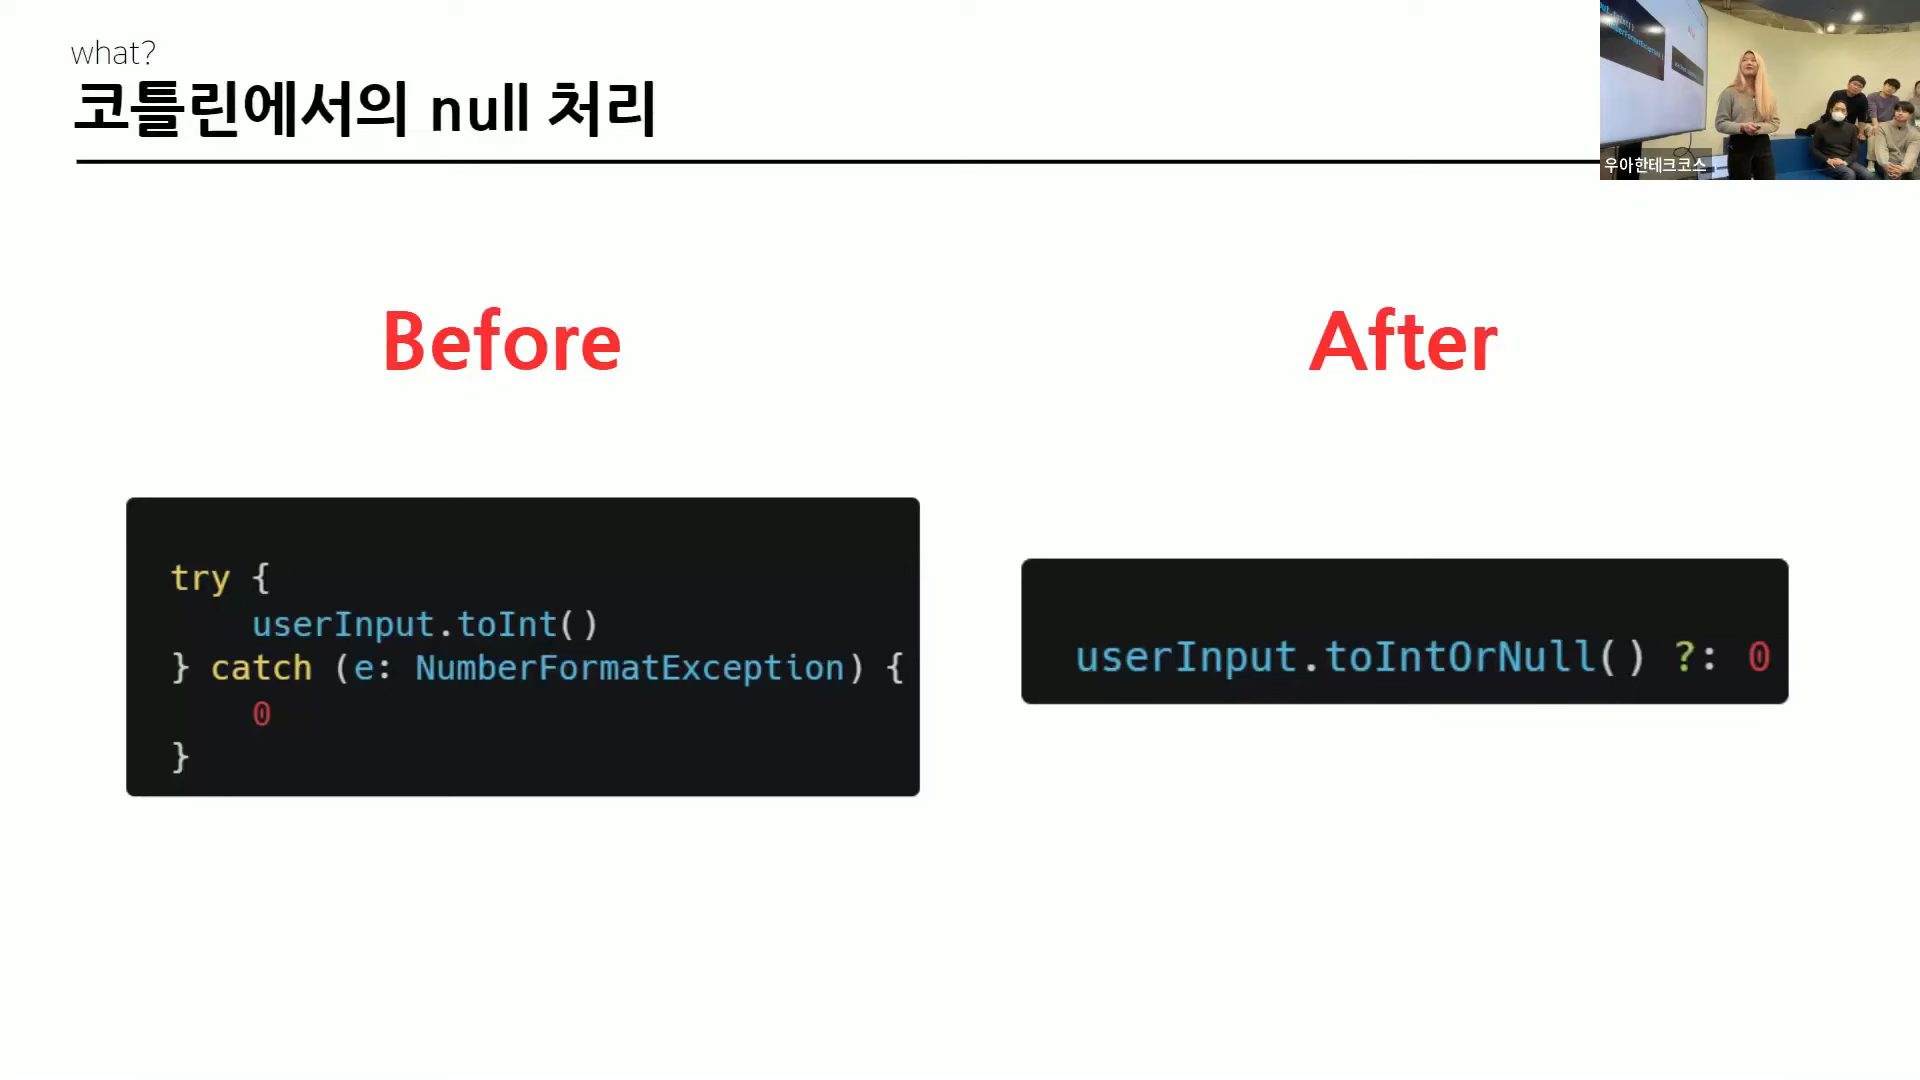 what?
코틀린에서의 null 처리
우아한테크코스
Before
After
try {
    userInput.toInt()
} catch (e: NumberFormatException) {
    0
}
userInput.toIntOrNull() ?: 0